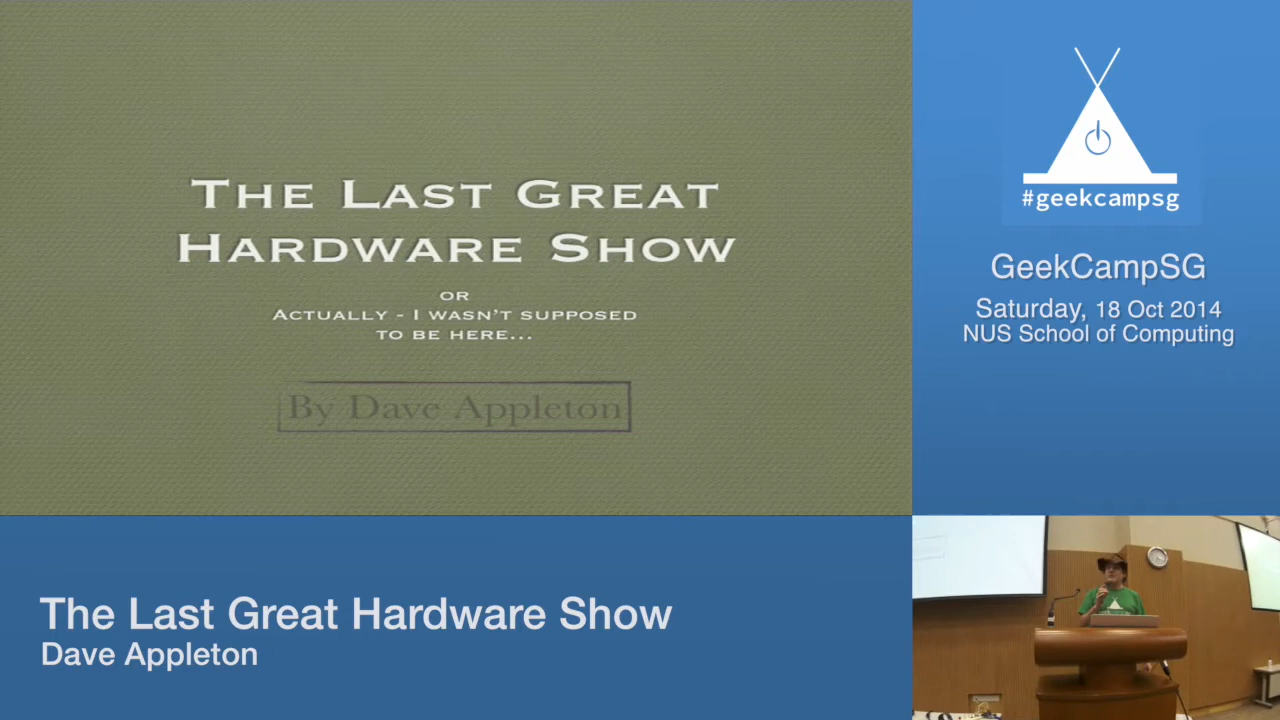 The Last Great
Hardware Show
or
Actually - I wasn't supposed
to be here...
By Dave Appleton
#geekcampsg
GeekCampSG
Saturday, 18 Oct 2014
NUS School of Computing
The Last Great Hardware Show
Dave Appleton